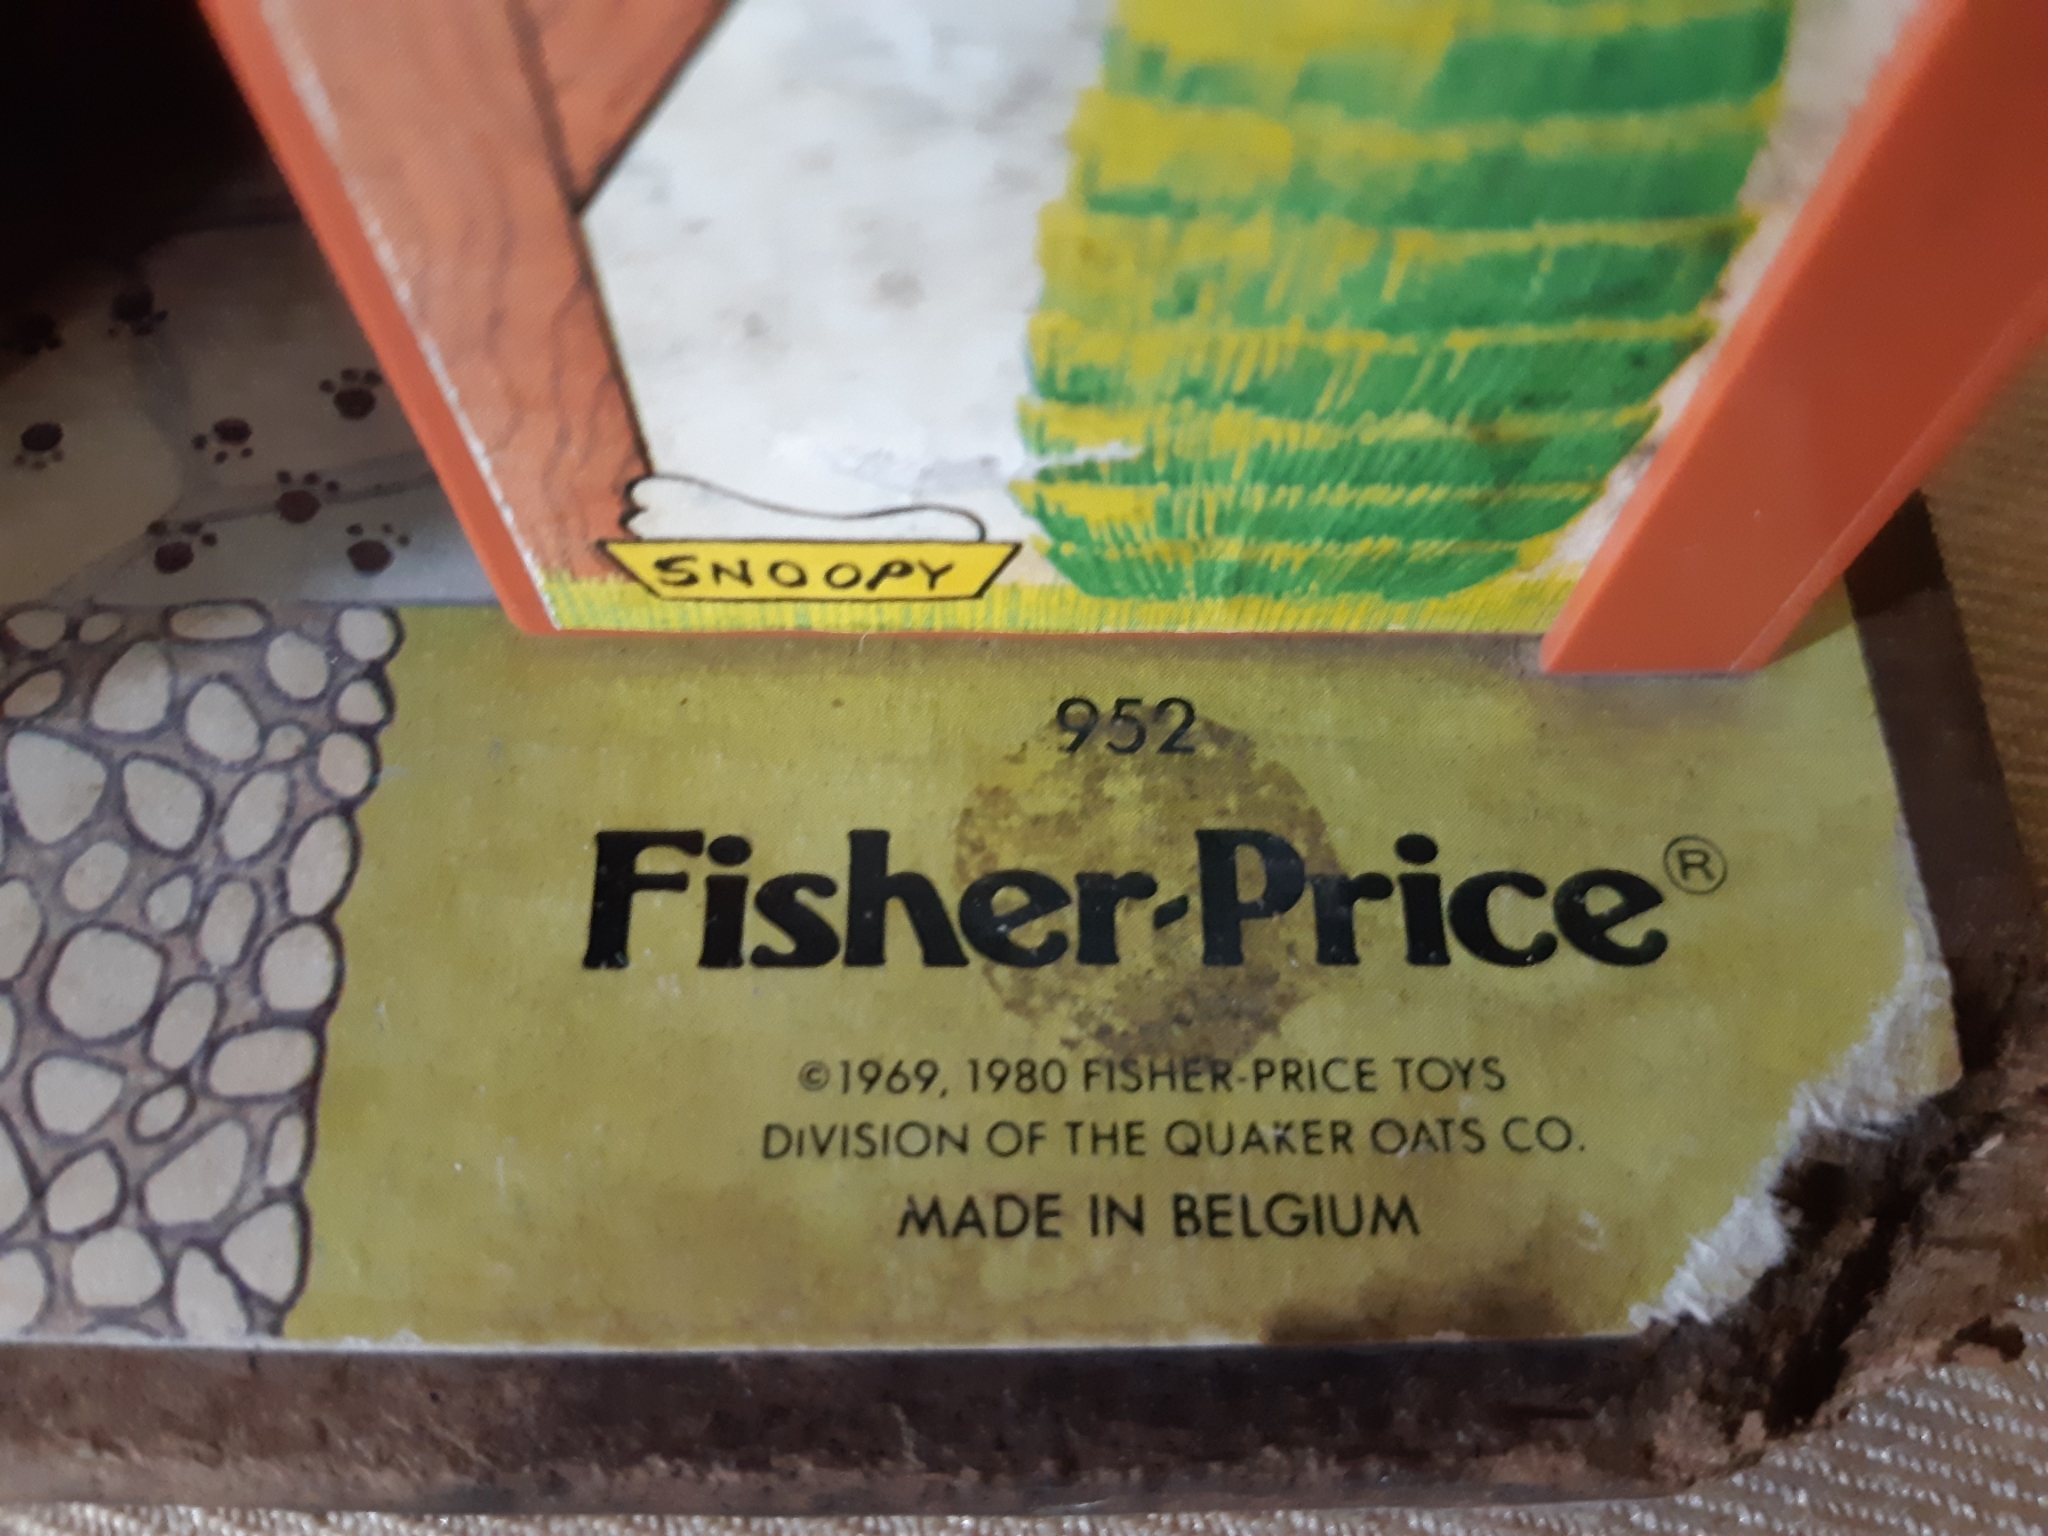 SNOOPY
952
Fisher-Price®
©1969, 1980 FISHER-PRICE TOYS
DIVISION OF THE QUAKER OATS CO.
MADE IN BELGIUM